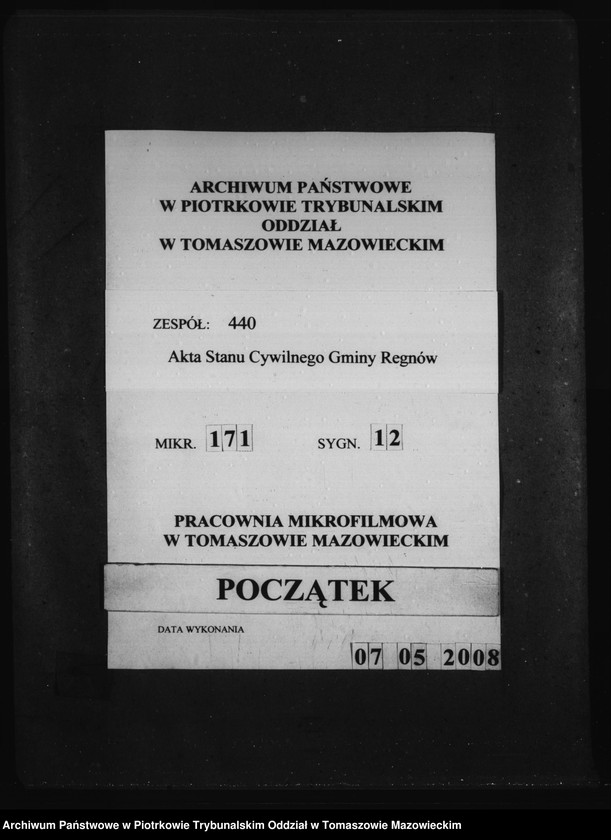 ARCHIWUM PAŃSTWOWE
W PIOTRKOWIE TRYBUNALSKIM
ODDZIAŁ
W TOMASZOWIE MAZOWIECKIM
ZESPÓŁ: 440
Akta Stanu Cywilnego Gminy Regnów
MIKR. 171 SYGN. 12
PRACOWNIA MIKROFILMOWA
W TOMASZOWIE MAZOWIECKIM
POCZĄTEK
DATA WYKONANIA
07 05 2008
Archiwum Państwowe w Piotrkowie Trybunalskim Oddział w Tomaszowie Mazowieckim